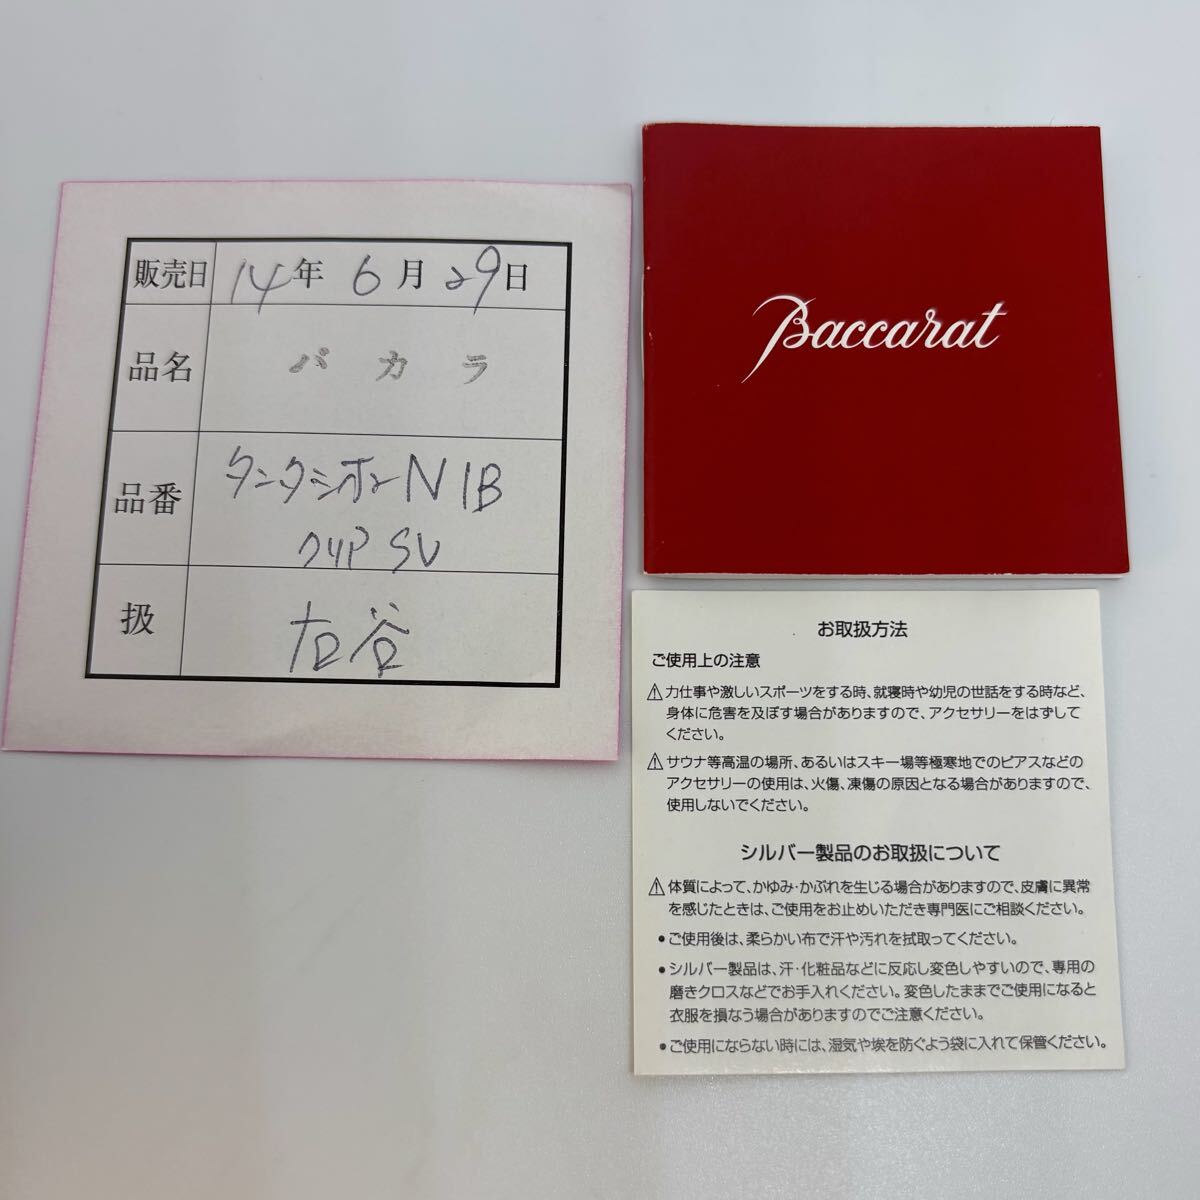 販売日 14年 6月 29日
品名 バカラ
品番 タンタシオンN1B
クリP SV
扱 古谷
Baccarat
お取扱方法
ご使用上の注意
⚠力仕事や激しいスポーツをする時、就寝時や幼児の世話をする時など、
身体に危害を及ぼす場合がありますので、アクセサリーをはずして
ください。
⚠サウナ等高温の場所、あるいはスキー場等極寒地でのピアスなどの
アクセサリーの使用は、火傷、凍傷の原因となる場合がありますので、
使用しないでください。
シルバー製品のお取扱について
⚠体質によって、かゆみ・かぶれを生じる場合がありますので、皮膚に異常
を感じたときは、ご使用をお止めいただき専門医にご相談ください。
●ご使用後は、柔らかい布で汗や汚れを拭取ってください。
●シルバー製品は、汗・化粧品などに反応し変色しやすいので、専用の
磨きクロスなどでお手入れください。変色したままでご使用になると
衣服を損なう場合がありますのでご注意ください。
●ご使用にならない時には、湿気や埃を防ぐよう袋に入れて保管ください。